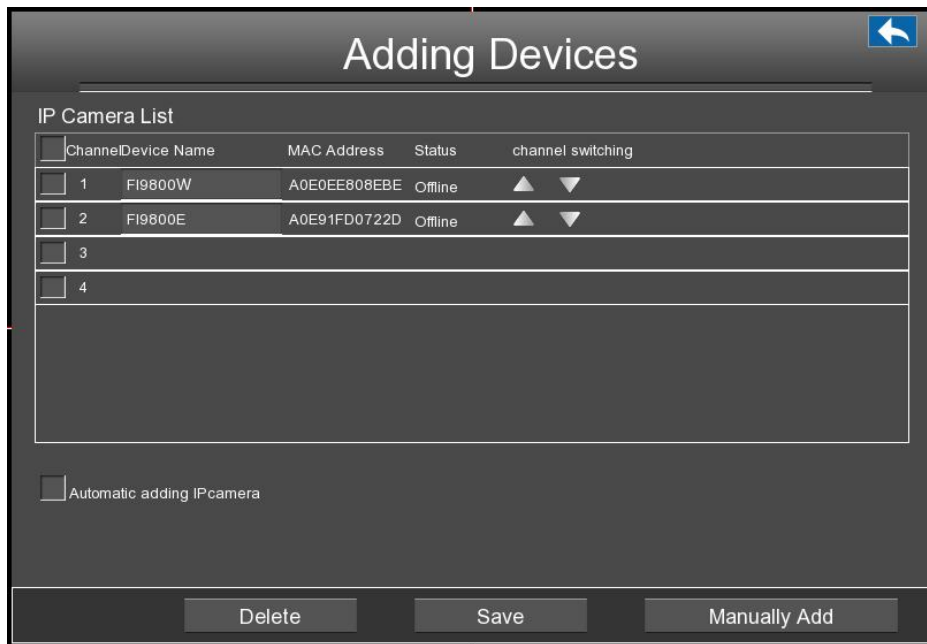 Adding Devices
IP Camera List
Channel Device Name MAC Address Status channel switching
1 FI9800W A0E0EE808EBE Offline
2 FI9800E A0E91FD0722D Offline
3
4
Automatic adding IPcamera
Delete Save Manually Add